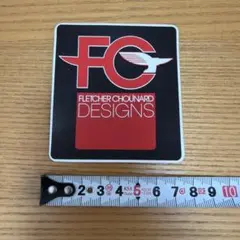 FC
FLETCHER CHOUINARD
DESIGNS
1 2 3 4 5 6 7 8 9 10